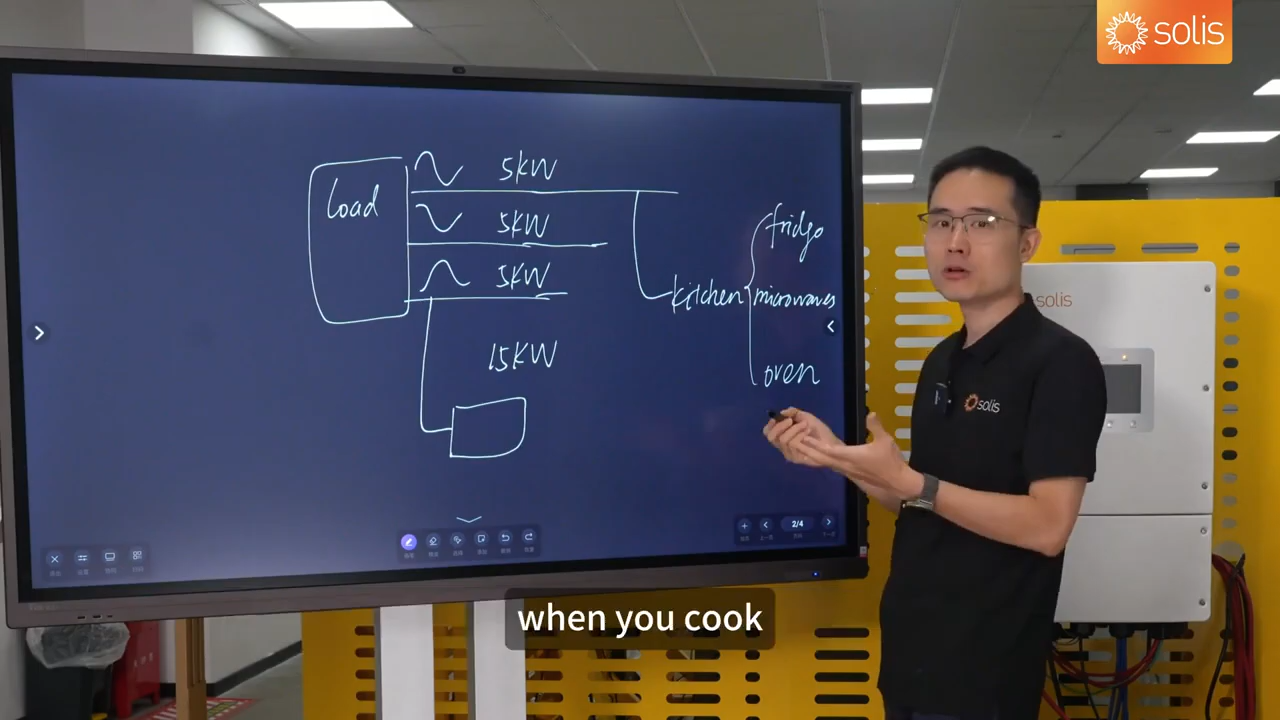 solis
Load
5kW
5kW
5kW
15kW
kitchen
fridge
microwaves
oven
solis
solis
2/4
when you cook